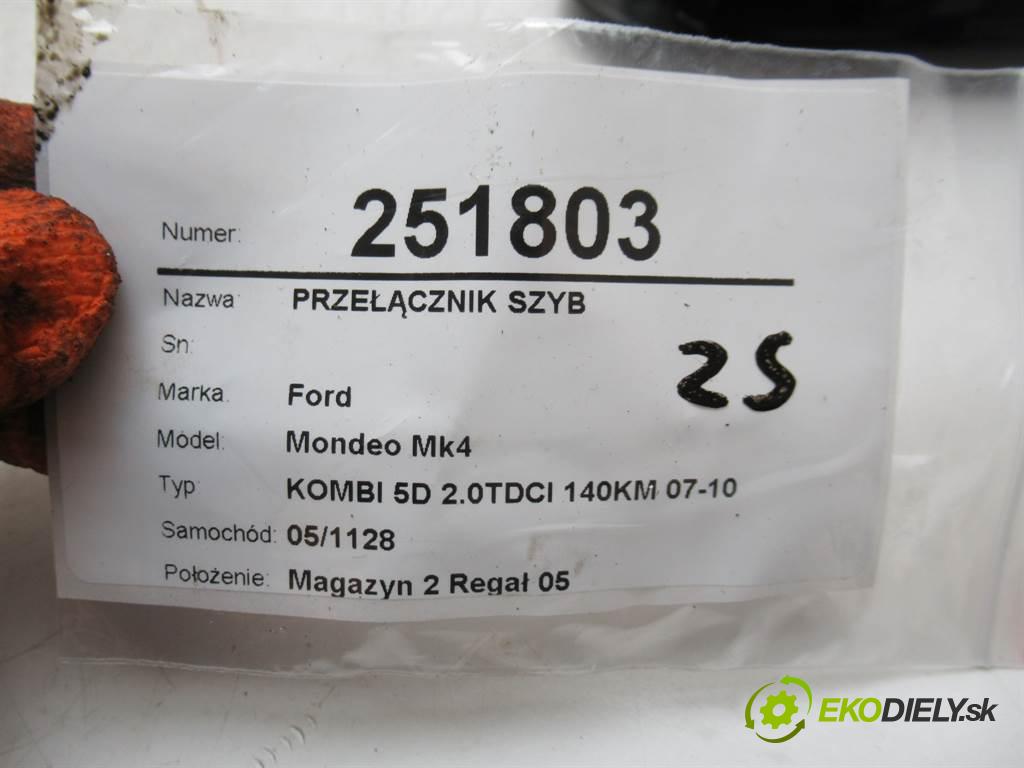 Numer: 251803
Nazwa: PRZEŁĄCZNIK SZYB
Sn:
25
Marka: Ford
Model: Mondeo Mk4
Typ KOMBI 5D 2.0TDCI 140KM 07-10
Samochód: 05/1128
Położenie: Magazyn 2 Regał 05
EKODIELY.sk